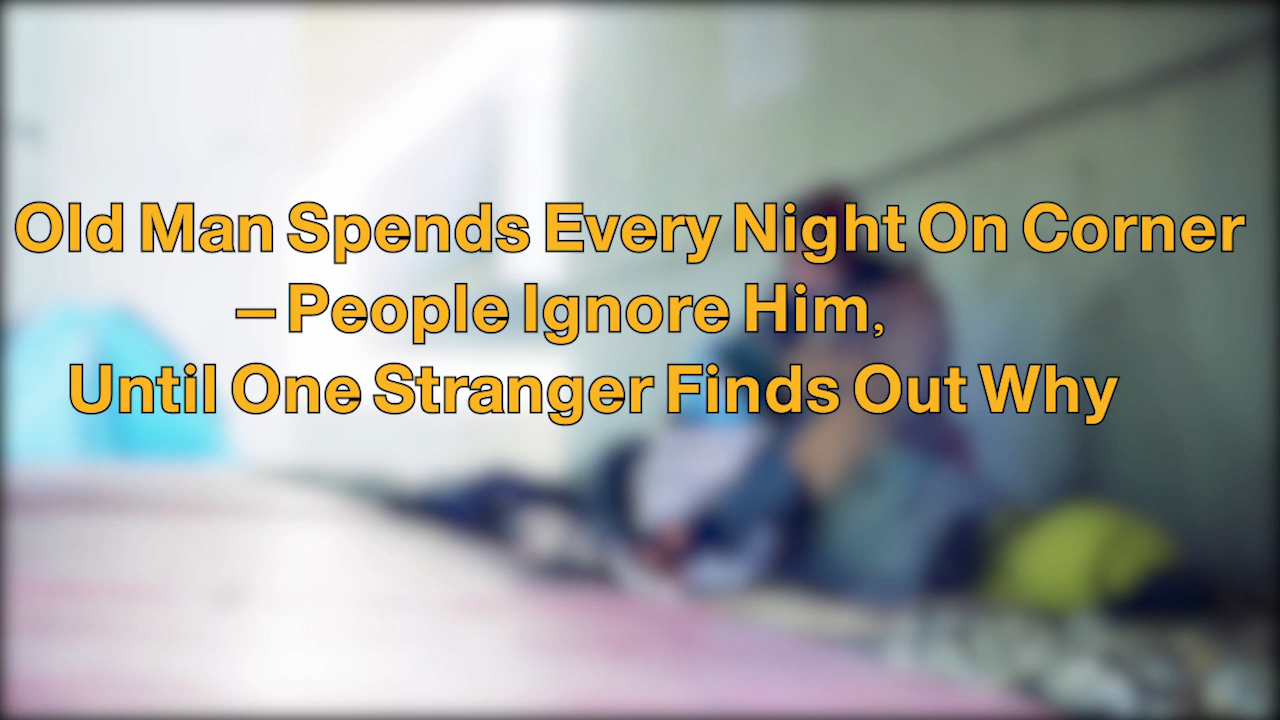 Old Man Spends Every Night On Corner
– People Ignore Him,
Until One Stranger Finds Out Why